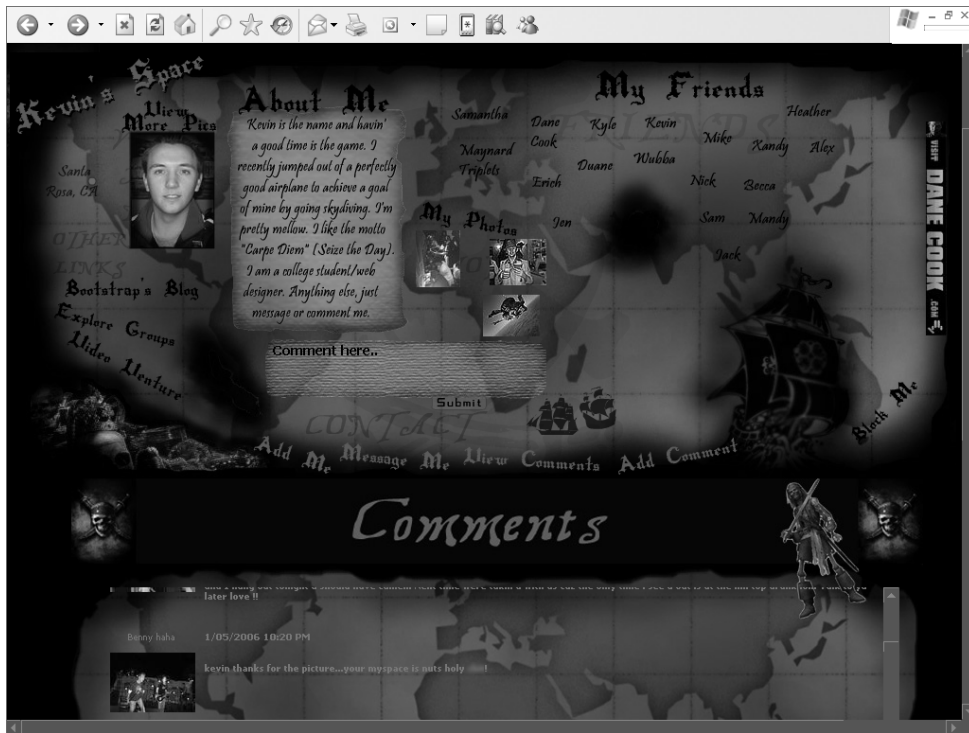 Kevin's Space
View
More Pics
Santa
Rosa, CA
OTHER
LINKS
Bootstrap's Blog
Explore Groups
Video Venture
About Me
Kevin is the name and havin'
a good time is the game. I
recently jumped out of a perfectly
good airplane to achieve a goal
of mine by going skydiving. I'm
pretty mellow. I like the motto
"Carpe Diem" (Seize the Day).
I am a college student/web
designer. Anything else, just
message or comment me.
My Friends
FRIENDS
Samantha
Dane
Cook
Kyle
Kevin
Mike
Heather
Xandy
Alex
Maynard
Triplets
Erich
Duane
Wubba
Nick
Becca
Jen
Sam
Mandy
Jack
My Photos
VISIT DANE COOK .COM
Comment here..
Submit
CONTACT
Block Me
Add Me
Message Me
View Comments
Add Comment
Comments
later love !!
Benny haha
1/05/2006 10:20 PM
kevin thanks for the picture...your myspace is nuts holy !